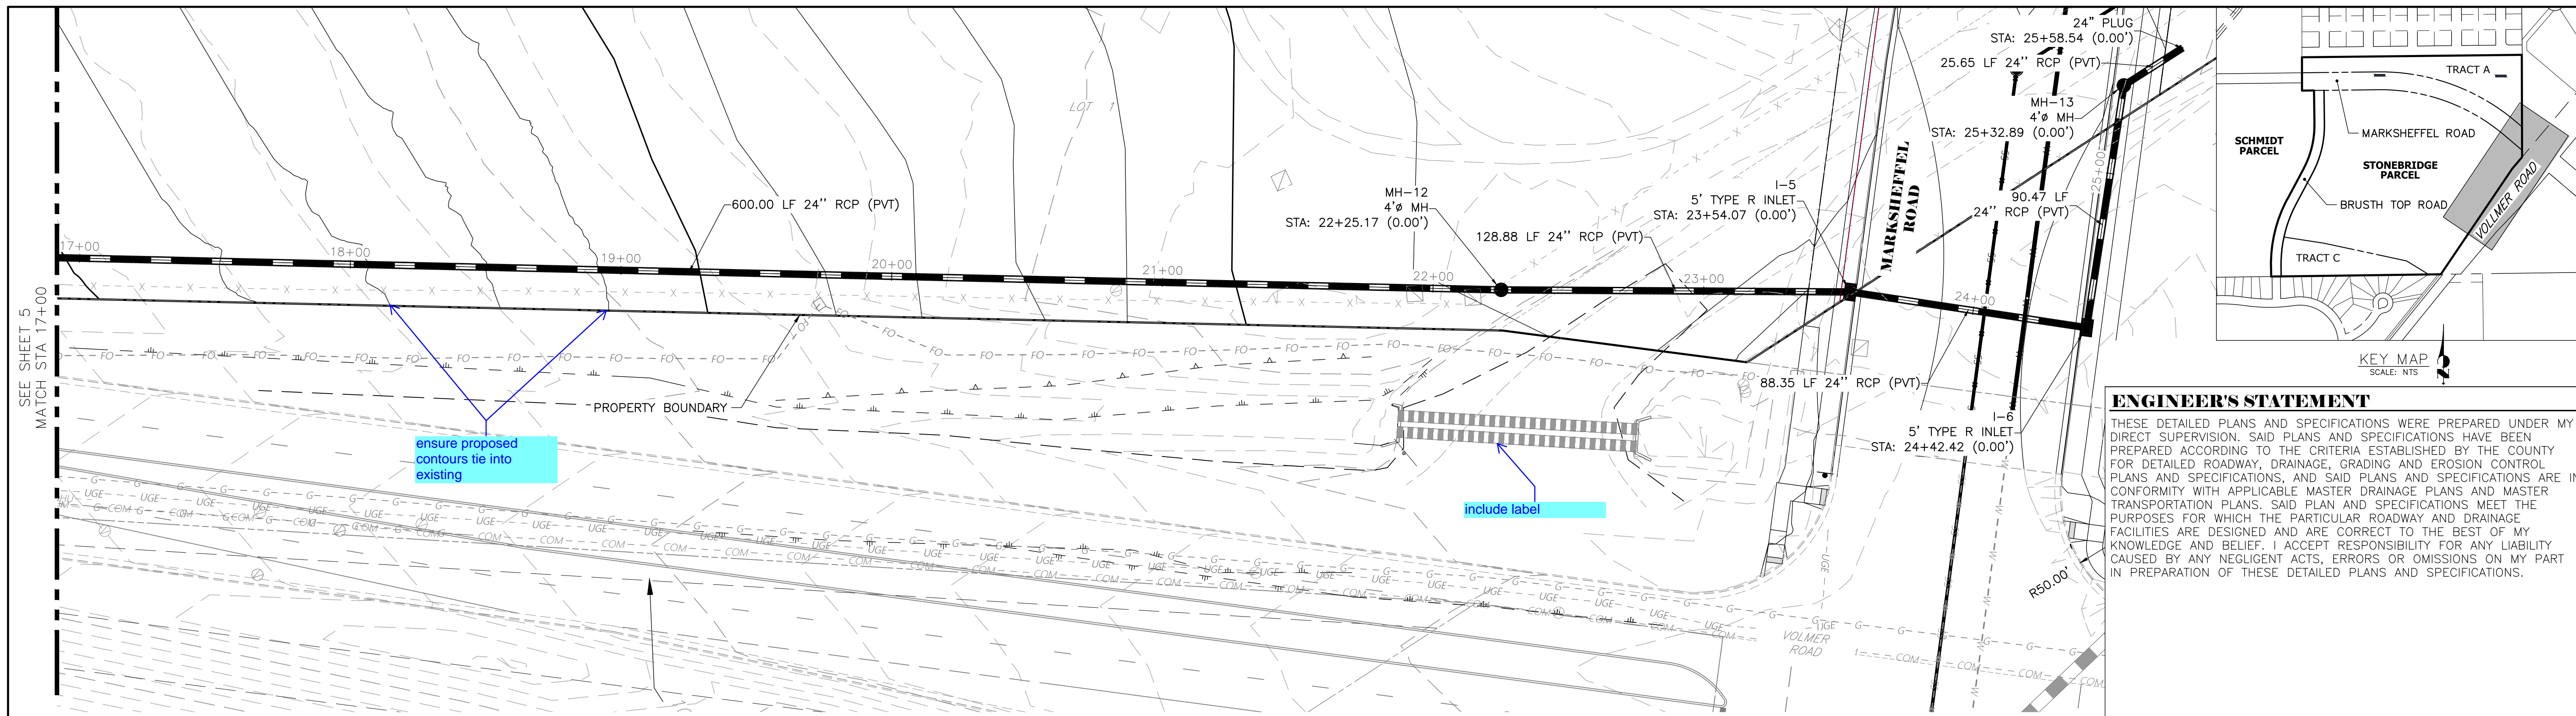 24" PLUG
STA: 25+58.54 (0.00')
25.65 LF 24'' RCP (PVT)
MH-13
4'ø MH
STA: 25+32.89 (0.00')
25+00
90.47 LF
24'' RCP (PVT)
LOT 1
MARKSHEFFEL
ROAD
I-5
5' TYPE R INLET
STA: 23+54.07 (0.00')
MH-12
4'ø MH
STA: 22+25.17 (0.00')
128.88 LF 24'' RCP (PVT)
600.00 LF 24'' RCP (PVT)
17+00
18+00
19+00
20+00
21+00
22+00
23+00
24+00
SEE SHEET 5
MATCH STA 17+00
88.35 LF 24'' RCP (PVT)
I-6
5' TYPE R INLET
STA: 24+42.42 (0.00')
PROPERTY BOUNDARY
ensure proposed
contours tie into
existing
include label
R50.00'
VOLMER
ROAD
TRACT A
MARKSHEFFEL ROAD
SCHMIDT
PARCEL
STONEBRIDGE
PARCEL
BRUSTH TOP ROAD
VOLLMER ROAD
TRACT C
KEY MAP
SCALE: NTS
N
ENGINEER'S STATEMENT
THESE DETAILED PLANS AND SPECIFICATIONS WERE PREPARED UNDER MY
DIRECT SUPERVISION. SAID PLANS AND SPECIFICATIONS HAVE BEEN
PREPARED ACCORDING TO THE CRITERIA ESTABLISHED BY THE COUNTY
FOR DETAILED ROADWAY, DRAINAGE, GRADING AND EROSION CONTROL
PLANS AND SPECIFICATIONS, AND SAID PLANS AND SPECIFICATIONS ARE IN
CONFORMITY WITH APPLICABLE MASTER DRAINAGE PLANS AND MASTER
TRANSPORTATION PLANS. SAID PLAN AND SPECIFICATIONS MEET THE
PURPOSES FOR WHICH THE PARTICULAR ROADWAY AND DRAINAGE
FACILITIES ARE DESIGNED AND ARE CORRECT TO THE BEST OF MY
KNOWLEDGE AND BELIEF. I ACCEPT RESPONSIBILITY FOR ANY LIABILITY
CAUSED BY ANY NEGLIGENT ACTS, ERRORS OR OMISSIONS ON MY PART
IN PREPARATION OF THESE DETAILED PLANS AND SPECIFICATIONS.